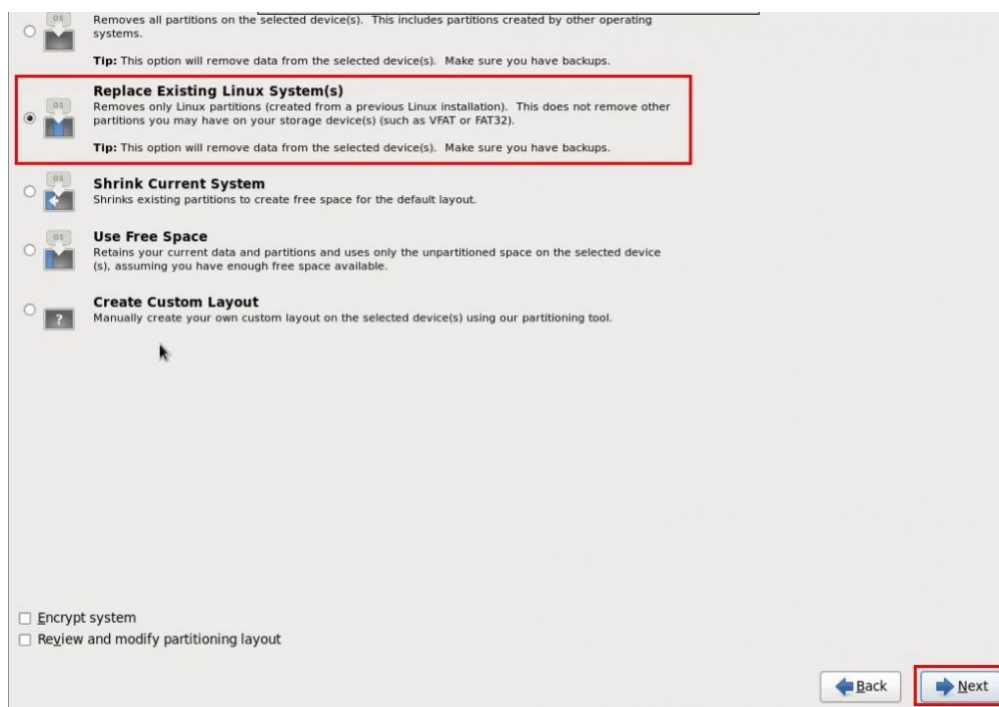 Removes all partitions on the selected device(s).  This includes partitions created by other operating
systems.
Tip: This option will remove data from the selected device(s).  Make sure you have backups.
Replace Existing Linux System(s)
Removes only Linux partitions (created from a previous Linux installation).  This does not remove other
partitions you may have on your storage device(s) (such as VFAT or FAT32).
Tip: This option will remove data from the selected device(s).  Make sure you have backups.
Shrink Current System
Shrinks existing partitions to create free space for the default layout.
Use Free Space
Retains your current data and partitions and uses only the unpartitioned space on the selected device
(s), assuming you have enough free space available.
Create Custom Layout
Manually create your own custom layout on the selected device(s) using our partitioning tool.
Encrypt system
Review and modify partitioning layout
Back
Next
OS
OS
OS
OS
?